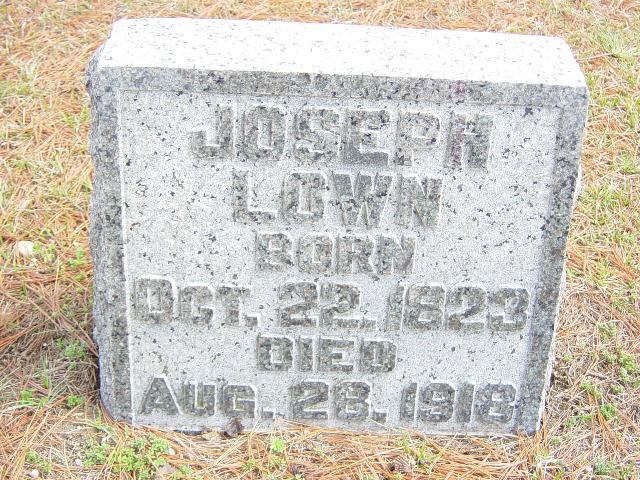 JOSEPH
LOWN
BORN
OCT. 22. 1823
DIED
AUG. 28. 1918